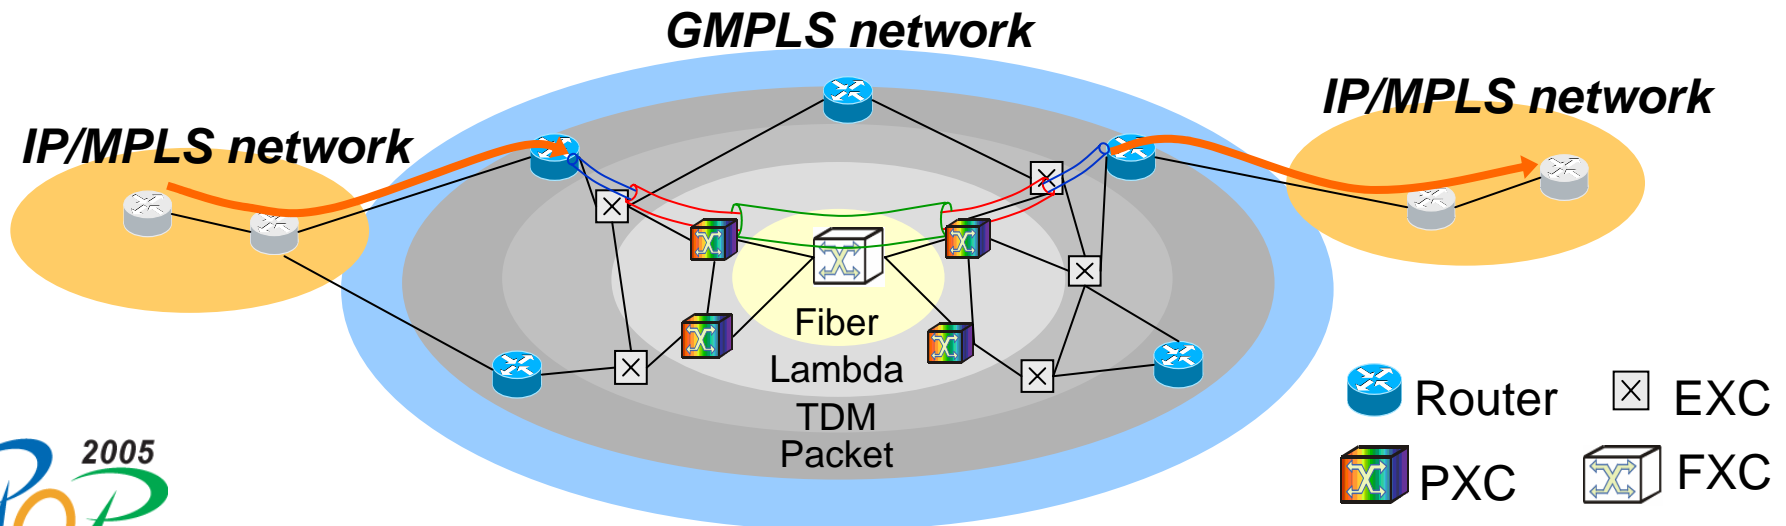 GMPLS network
IP/MPLS network
IP/MPLS network
Fiber
Lambda
TDM
Packet
Router
EXC
PXC
FXC
2005